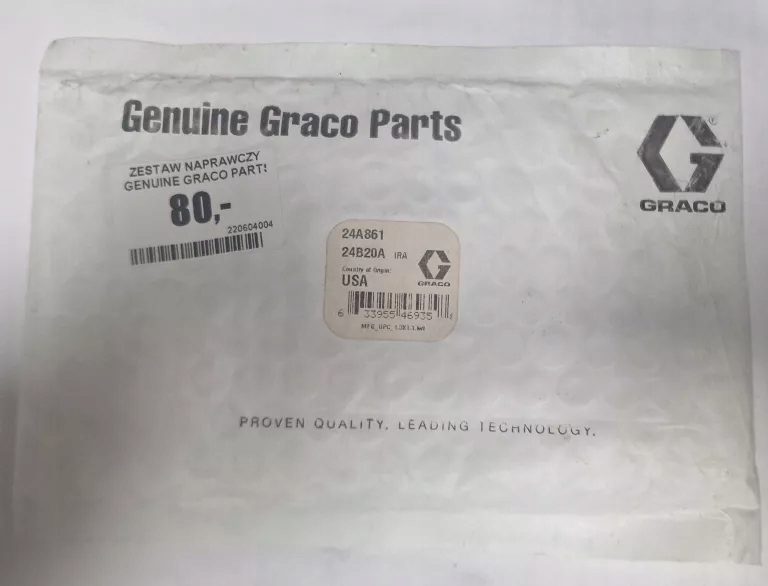 Genuine Graco Parts
®
GRACO
ZESTAW NAPRAWCZY
GENUINE GRACO PART!
80,-
220604004
24A861
24B20A IRA
Country of Origin:
USA
GRACO
6 33955 46935
PROVEN QUALITY. LEADING TECHNOLOGY.